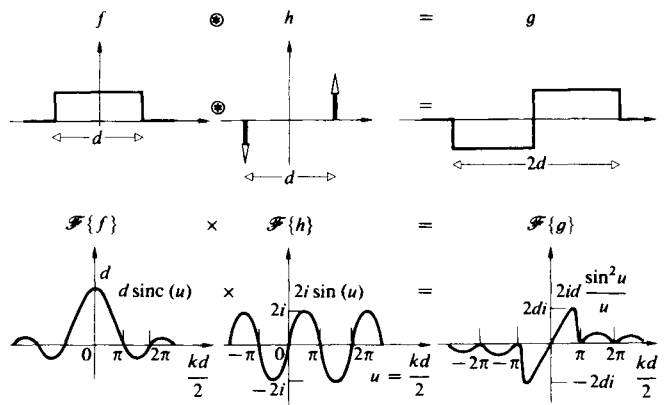 f ⊛ h = g
⊛ =
d d 2d
ℱ{f} × ℱ{h} = ℱ{g}
d d sinc (u) × 2i sin (u) = 2id sin²u/u
2i 2di
0 π 2π kd/2 −π 0 π 2π −2π −π π 2π kd/2
−2i u = kd/2 −2di